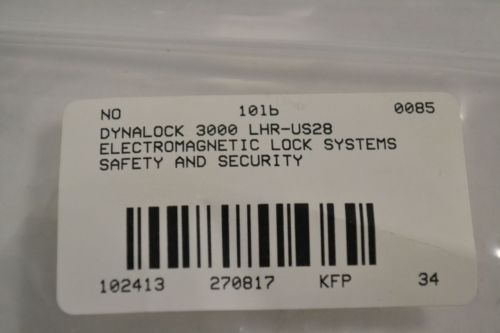 NO 101b 0085
DYNALOCK 3000 LHR-US28
ELECTROMAGNETIC LOCK SYSTEMS
SAFETY AND SECURITY
102413 270817 KFP 34